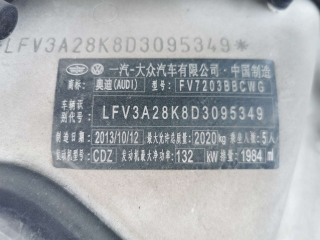 LFV3A28K8D3095349*
一汽-大众汽车有限公司·中国制造
品牌: 奥迪(AUDI) 型号: FV7203BBCWG
车辆识别代号: LFV3A28K8D3095349
制造日期: 2013/10/12 最大允许总质量: 2020kg 乘坐人数: 5人
发动机型号: CDZ 发动机最大净功率: 132 kW 排量: 1984 ml